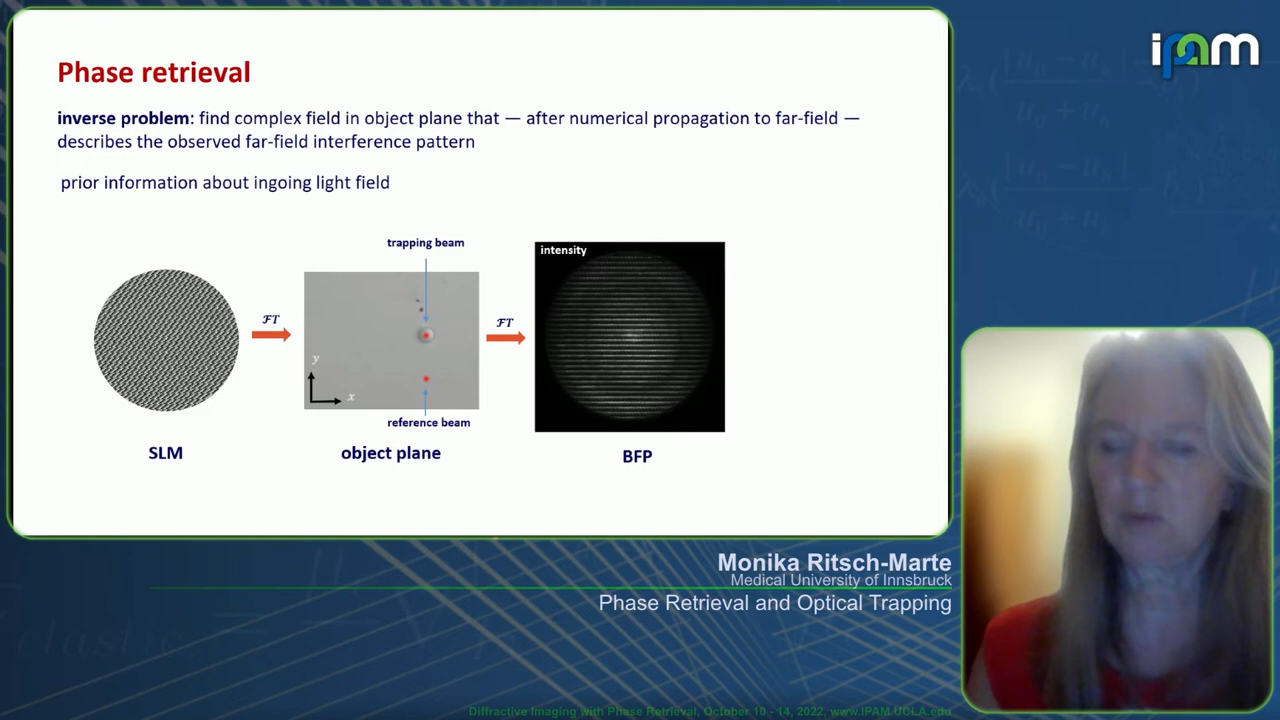 ipam
Phase retrieval
inverse problem: find complex field in object plane that — after numerical propagation to far-field —
describes the observed far-field interference pattern
prior information about ingoing light field
trapping beam
intensity
FT
FT
y
x
reference beam
SLM
object plane
BFP
Monika Ritsch-Marte
Medical University of Innsbruck
Phase Retrieval and Optical Trapping
Diffractive Imaging with Phase Retrieval, October 10 - 14, 2022, www.IPAM.UCLA.edu